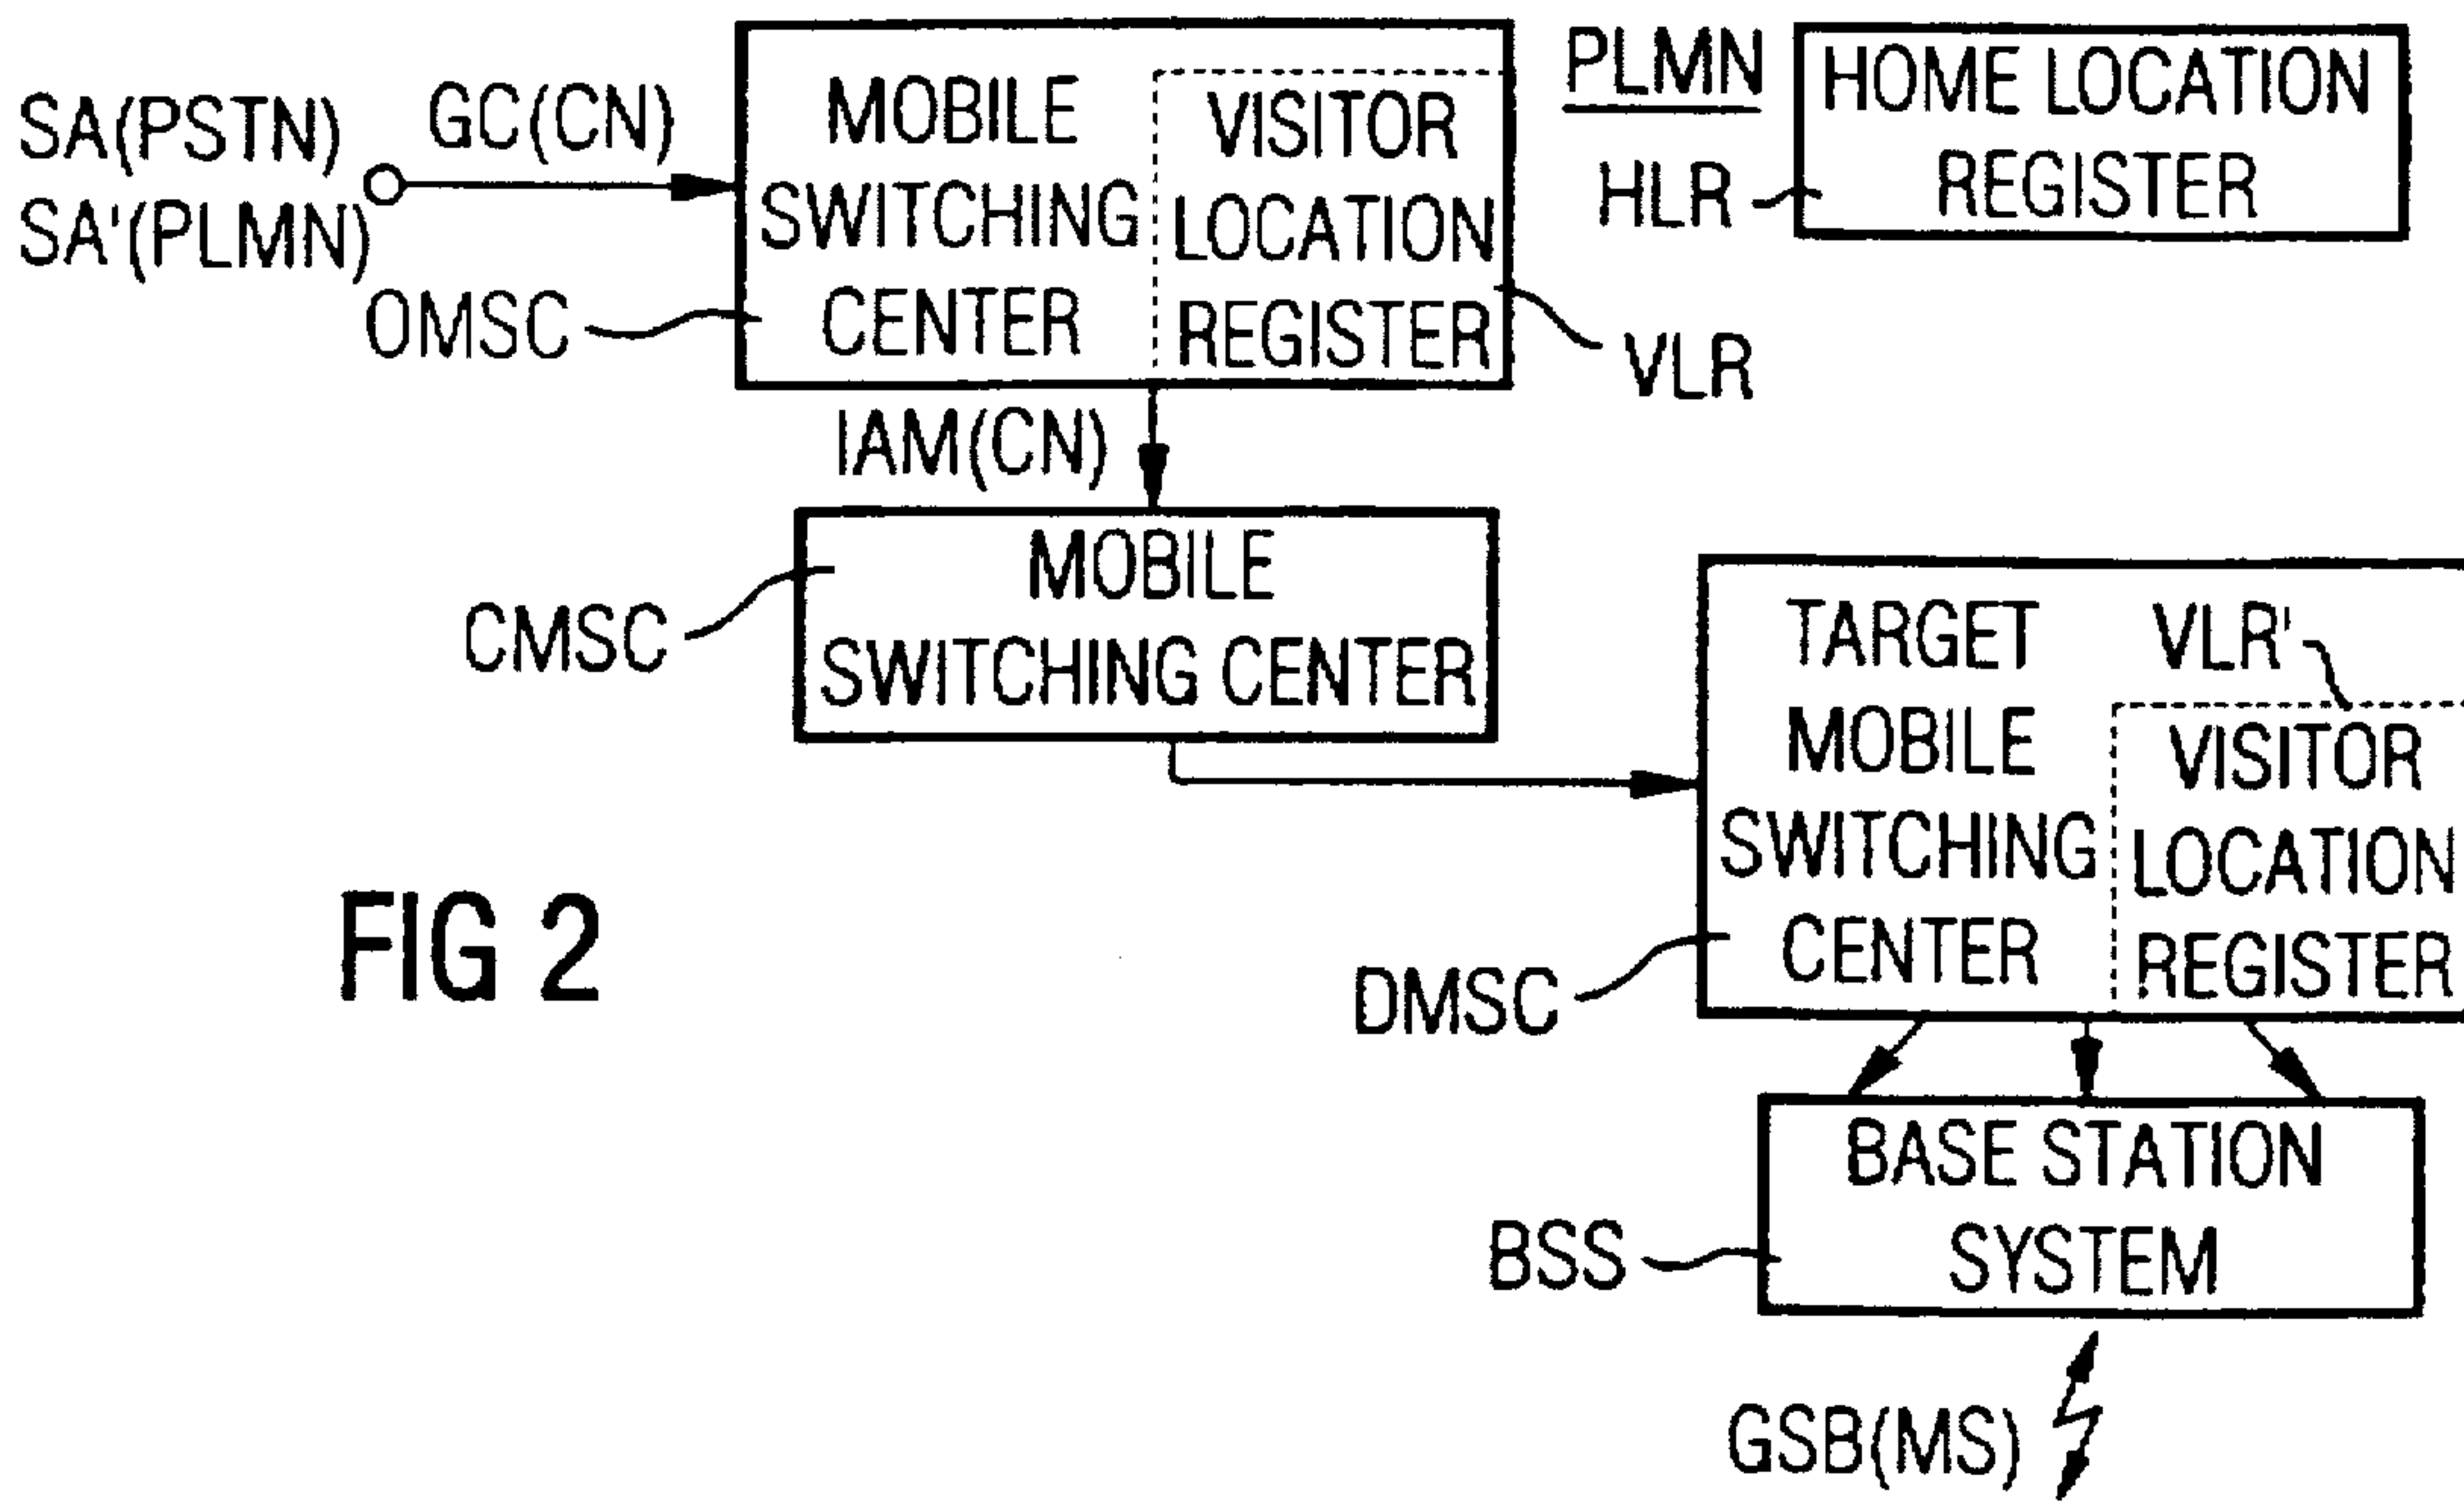 SA(PSTN)
SA'(PLMN)
GC(CN)
MOBILE
SWITCHING
CENTER
VISITOR
LOCATION
REGISTER
OMSC
VLR
PLMN
HLR
HOME LOCATION
REGISTER
IAM(CN)
MOBILE
SWITCHING CENTER
CMSC
TARGET
MOBILE
SWITCHING
CENTER
VLR'
VISITOR
LOCATION
REGISTER
DMSC
FIG 2
BASE STATION
SYSTEM
BSS
GSB(MS)